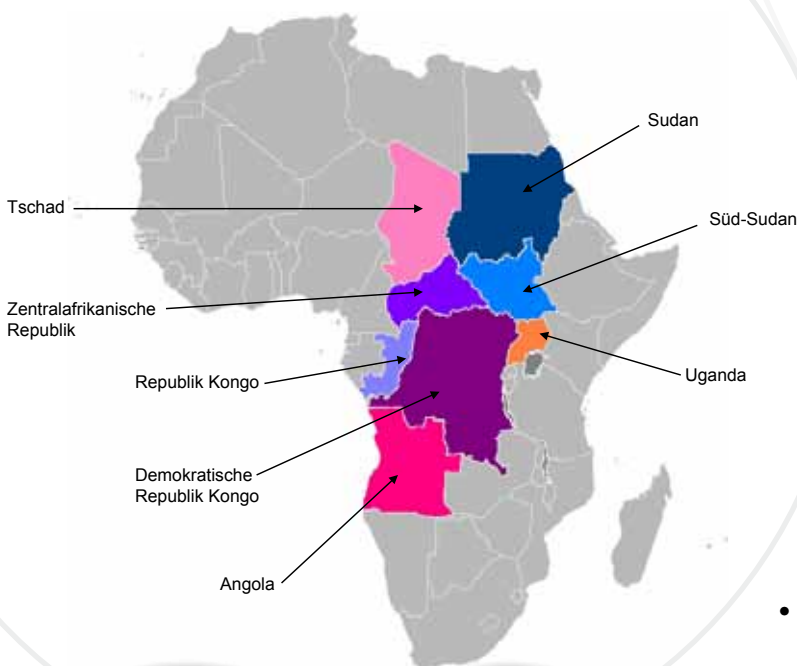 Sudan
Tschad
Süd-Sudan
Zentralafrikanische
Republik
Republik Kongo
Uganda
Demokratische
Republik Kongo
Angola
•